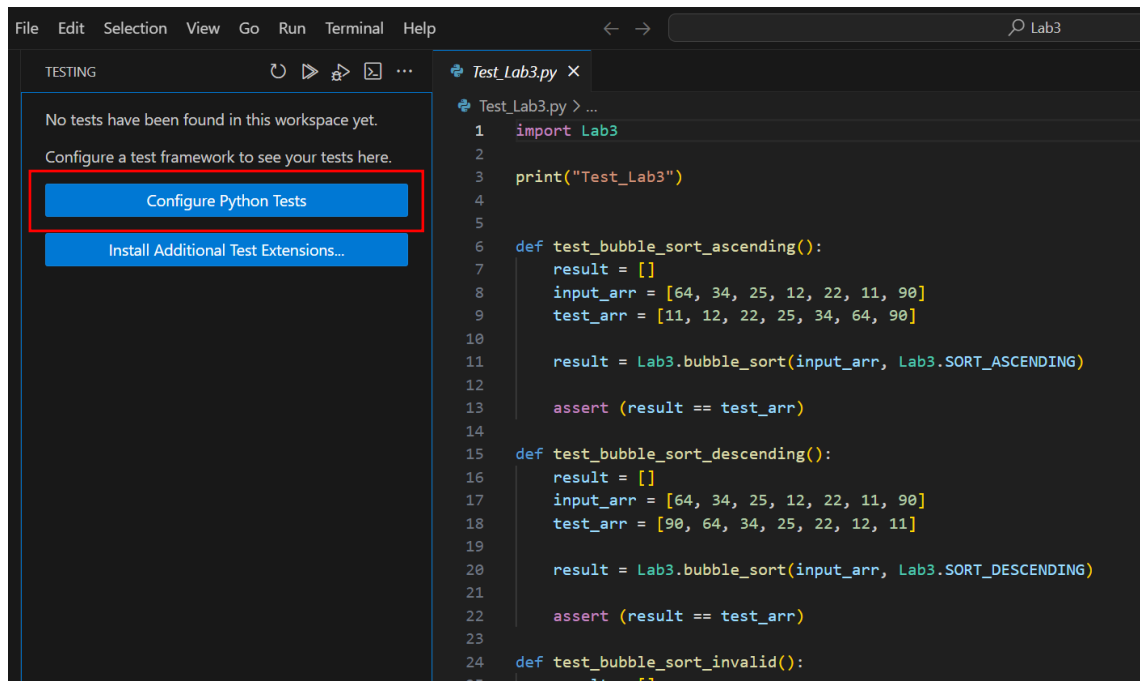 File Edit Selection View Go Run Terminal Help
Lab3
TESTING
No tests have been found in this workspace yet.
Configure a test framework to see your tests here.
Configure Python Tests
Install Additional Test Extensions...
Test_Lab3.py
Test_Lab3.py > ...
1 import Lab3
2
3 print("Test_Lab3")
4
5
6 def test_bubble_sort_ascending():
7 result = []
8 input_arr = [64, 34, 25, 12, 22, 11, 90]
9 test_arr = [11, 12, 22, 25, 34, 64, 90]
10
11 result = Lab3.bubble_sort(input_arr, Lab3.SORT_ASCENDING)
12
13 assert (result == test_arr)
14
15 def test_bubble_sort_descending():
16 result = []
17 input_arr = [64, 34, 25, 12, 22, 11, 90]
18 test_arr = [90, 64, 34, 25, 22, 12, 11]
19
20 result = Lab3.bubble_sort(input_arr, Lab3.SORT_DESCENDING)
21
22 assert (result == test_arr)
23
24 def test_bubble_sort_invalid():